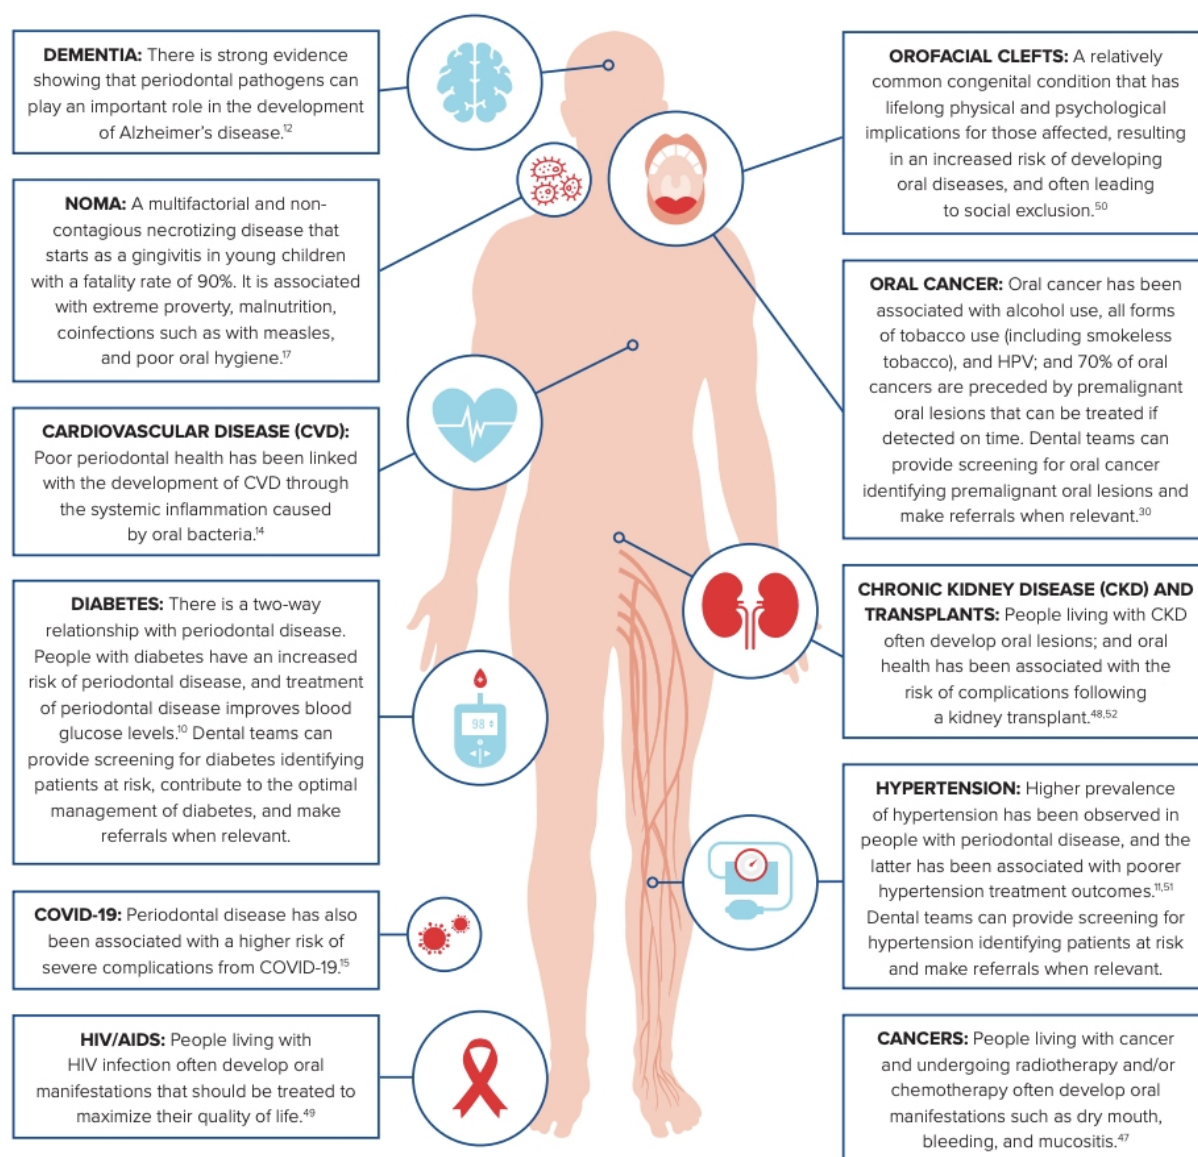 DEMENTIA: There is strong evidence
showing that periodontal pathogens can
play an important role in the development
of Alzheimer's disease.¹²
NOMA: A multifactorial and non-
contagious necrotizing disease that
starts as a gingivitis in young children
with a fatality rate of 90%. It is associated
with extreme proverty, malnutrition,
coinfections such as with measles,
and poor oral hygiene.¹⁷
CARDIOVASCULAR DISEASE (CVD):
Poor periodontal health has been linked
with the development of CVD through
the systemic inflammation caused
by oral bacteria.¹⁴
DIABETES: There is a two-way
relationship with periodontal disease.
People with diabetes have an increased
risk of periodontal disease, and treatment
of periodontal disease improves blood
glucose levels.¹⁰ Dental teams can
provide screening for diabetes identifying
patients at risk, contribute to the optimal
management of diabetes, and make
referrals when relevant.
98
COVID-19: Periodontal disease has also
been associated with a higher risk of
severe complications from COVID-19.¹⁵
HIV/AIDS: People living with
HIV infection often develop oral
manifestations that should be treated to
maximize their quality of life.⁴⁹
OROFACIAL CLEFTS: A relatively
common congenital condition that has
lifelong physical and psychological
implications for those affected, resulting
in an increased risk of developing
oral diseases, and often leading
to social exclusion.⁵⁰
ORAL CANCER: Oral cancer has been
associated with alcohol use, all forms
of tobacco use (including smokeless
tobacco), and HPV; and 70% of oral
cancers are preceded by premalignant
oral lesions that can be treated if
detected on time. Dental teams can
provide screening for oral cancer
identifying premalignant oral lesions and
make referrals when relevant.³⁰
CHRONIC KIDNEY DISEASE (CKD) AND
TRANSPLANTS: People living with CKD
often develop oral lesions; and oral
health has been associated with the
risk of complications following
a kidney transplant.⁴⁸,⁵²
HYPERTENSION: Higher prevalence
of hypertension has been observed in
people with periodontal disease, and the
latter has been associated with poorer
hypertension treatment outcomes.¹¹,⁵¹
Dental teams can provide screening for
hypertension identifying patients at risk
and make referrals when relevant.
CANCERS: People living with cancer
and undergoing radiotherapy and/or
chemotherapy often develop oral
manifestations such as dry mouth,
bleeding, and mucositis.⁴⁷